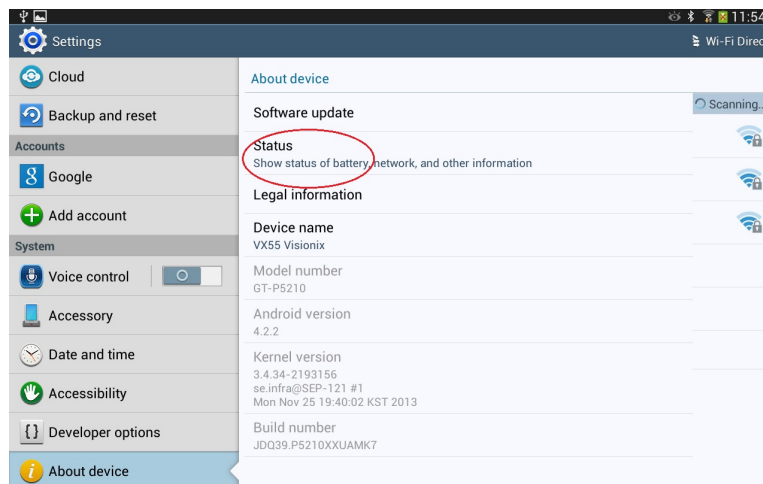 11:54
Settings
Wi-Fi Direc
Cloud
Backup and reset
Accounts
Google
Add account
System
Voice control
Accessory
Date and time
Accessibility
Developer options
About device
About device
Software update
Status
Show status of battery, network, and other information
Legal information
Device name
VX55 Visionix
Model number
GT-P5210
Android version
4.2.2
Kernel version
3.4.34-2193156
se.infra@SEP-121 #1
Mon Nov 25 19:40:02 KST 2013
Build number
JDQ39.P5210XXUAMK7
Scanning..